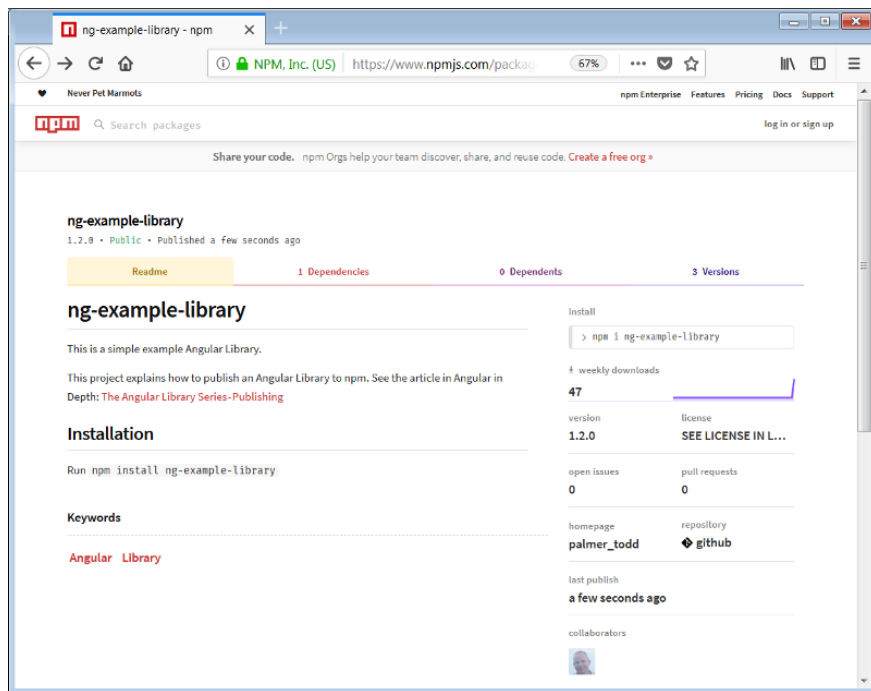 ng-example-library - npm
NPM, Inc. (US) https://www.npmjs.com/packag 67%
Never Pet Marmots npm Enterprise Features Pricing Docs Support
npm Search packages log in or sign up
Share your code. npm Orgs help your team discover, share, and reuse code. Create a free org »
ng-example-library
1.2.0 • Public • Published a few seconds ago
Readme 1 Dependencies 0 Dependents 3 Versions
ng-example-library
This is a simple example Angular Library.
This project explains how to publish an Angular Library to npm. See the article in Angular in
Depth: The Angular Library Series-Publishing
Installation
Run npm install ng-example-library
Keywords
Angular Library
install
> npm i ng-example-library
weekly downloads
47
version license
1.2.0 SEE LICENSE IN L...
open issues pull requests
0 0
homepage repository
palmer_todd github
last publish
a few seconds ago
collaborators